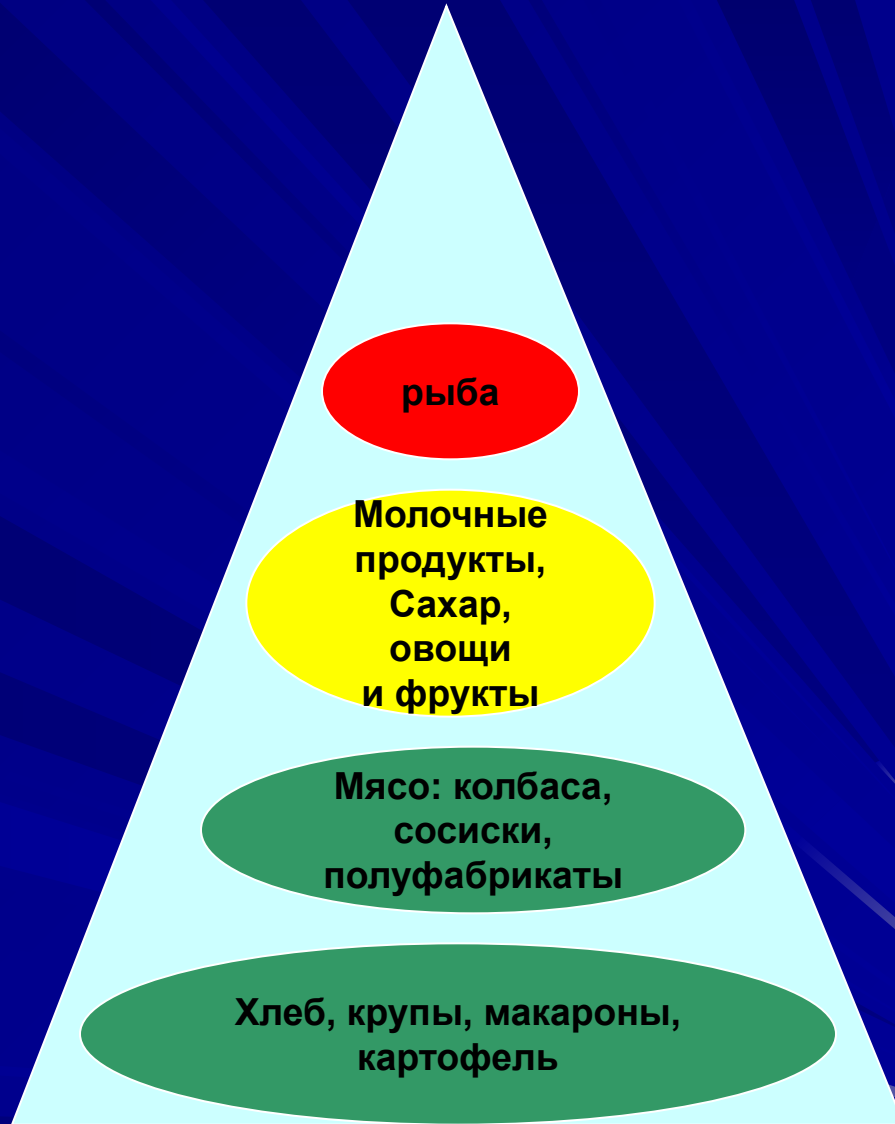 рыба
Молочные
продукты,
Сахар,
овощи
и фрукты
Мясо: колбаса,
сосиски,
полуфабрикаты
Хлеб, крупы, макароны,
картофель